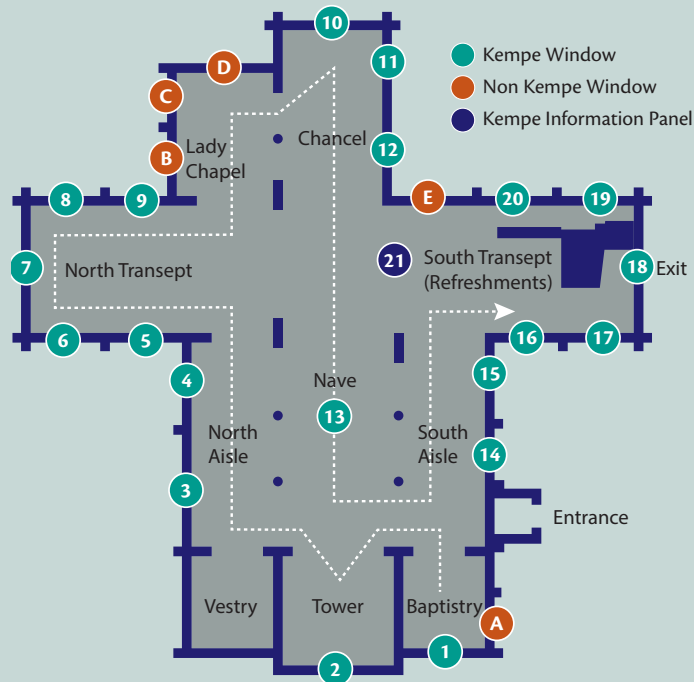 10
D
11
Kempe Window
Non Kempe Window
Kempe Information Panel
C
B
Lady
Chapel
Chancel
12
8
9
E
20
19
7
North Transept
21
South Transept
(Refreshments)
18
Exit
6
5
16
17
4
15
Nave
13
North
Aisle
South
Aisle
14
3
Entrance
Vestry
Tower
Baptistry
A
1
2